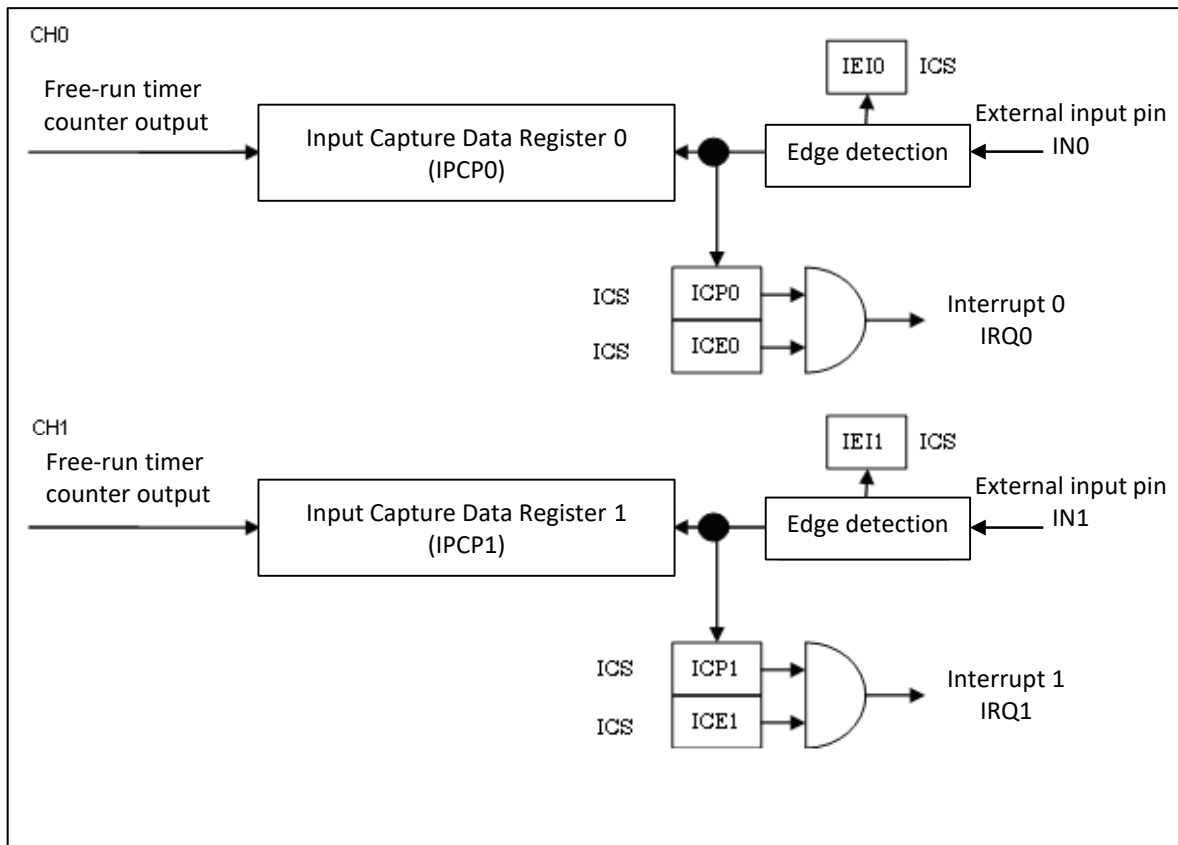 CH0
IEI0 ICS
Free-run timer
counter output
External input pin
IN0
Input Capture Data Register 0
(IPCP0)
Edge detection
ICS ICP0
ICS ICE0
Interrupt 0
IRQ0
CH1
IEI1 ICS
Free-run timer
counter output
External input pin
IN1
Input Capture Data Register 1
(IPCP1)
Edge detection
ICS ICP1
ICS ICE1
Interrupt 1
IRQ1